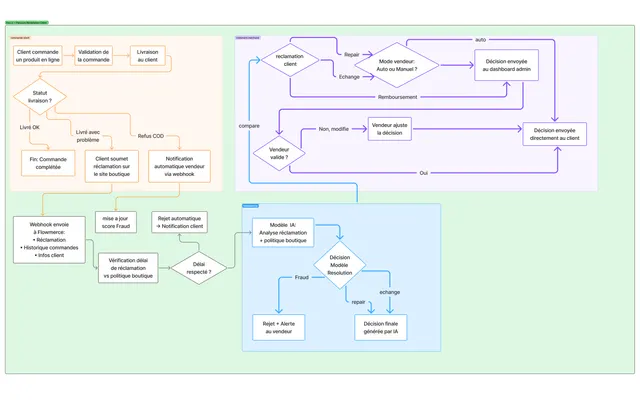 Client commande
un produit en ligne
Validation de
la commande
Livraison
au client
Statut
livraison ?
Livré OK
Livré avec
problème
Refus COD
Fin: Commande
complétée
Client soumet
réclamation sur
le site boutique
Notification
automatique vendeur
via webhook
reclamation
client
Repair
Echange
Remboursement
Mode vendeur:
Auto ou Manuel ?
auto
Décision envoyée
au dashboard admin
Vendeur
valide ?
Non, modifie
Vendeur ajuste
la décision
Oui
Décision envoyée
directement au client
compare
Webhook envoie
à Flowmerce:
• Réclamation
• Historique commandes
• Infos client
mise a jour
score Fraud
Rejet automatique
→ Notification client
Vérification délai
de réclamation
vs politique boutique
Délai
respecté ?
Modèle IA:
Analyse réclamation
+ politique boutique
Décision
Modèle
Resolution
Fraud
repair
echange
Rejet + Alerte
au vendeur
Décision finale
générée par IA